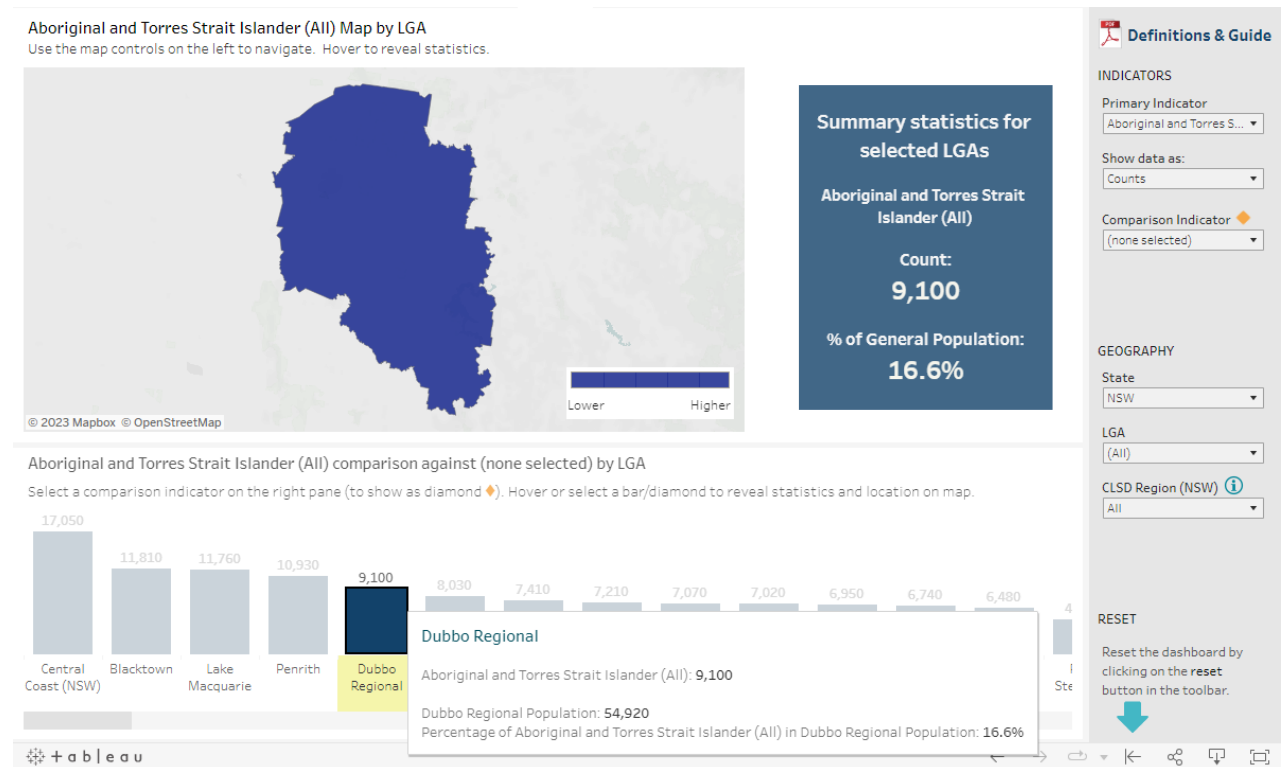 Aboriginal and Torres Strait Islander (All) Map by LGA
Use the map controls on the left to navigate. Hover to reveal statistics.
© 2023 Mapbox © OpenStreetMap
Lower Higher
Summary statistics for
selected LGAs
Aboriginal and Torres Strait
Islander (All)
Count:
9,100
% of General Population:
16.6%
Aboriginal and Torres Strait Islander (All) comparison against (none selected) by LGA
Select a comparison indicator on the right pane (to show as diamond ). Hover or select a bar/diamond to reveal statistics and location on map.
17,050
11,810
11,760
10,930
9,100
8,030
7,410
7,210
7,070
7,020
6,950
6,740
6,480
4
Central
Coast (NSW)
Blacktown
Lake
Macquarie
Penrith
Dubbo
Regional
Ste
Dubbo Regional
Aboriginal and Torres Strait Islander (All): 9,100
Dubbo Regional Population: 54,920
Percentage of Aboriginal and Torres Strait Islander (All) in Dubbo Regional Population: 16.6%
+ a b | e a u
PDF
Definitions & Guide
INDICATORS
Primary Indicator
Aboriginal and Torres S...
Show data as:
Counts
Comparison Indicator
(none selected)
GEOGRAPHY
State
NSW
LGA
(All)
CLSD Region (NSW)
All
RESET
Reset the dashboard by
clicking on the reset
button in the toolbar.